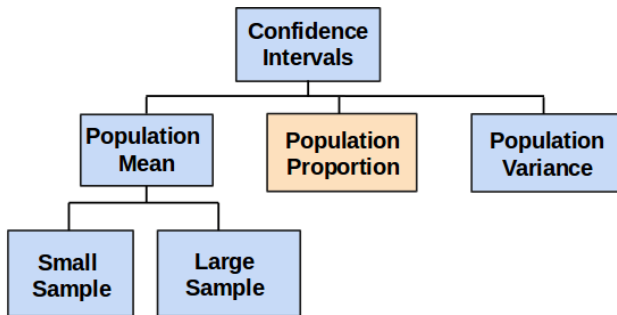 Confidence
Intervals
Population
Mean
Population
Proportion
Population
Variance
Small
Sample
Large
Sample